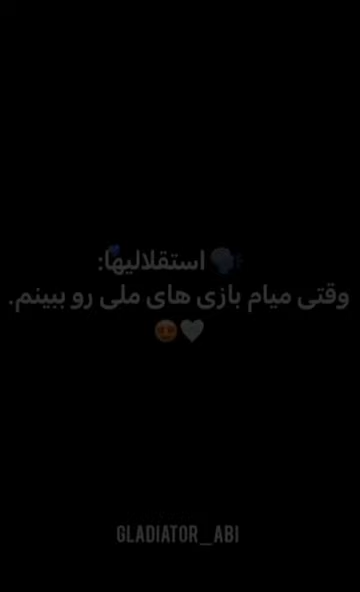 🗣 استقلالیها:
وقتی میام بازی های ملی رو ببینم.
🤍😍
GLADIATOR_ABI